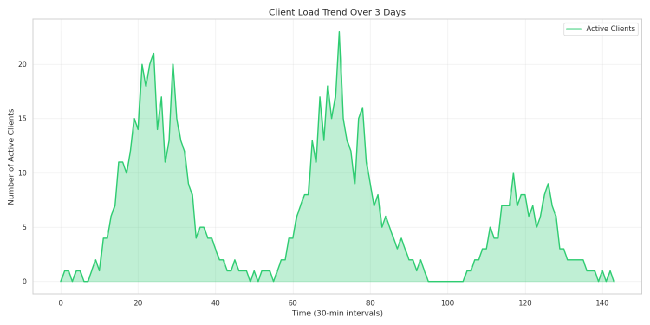 Client Load Trend Over 3 Days
Active Clients
Number of Active Clients
20
15
10
5
0
0 20 40 60 80 100 120 140
Time (30-min intervals)